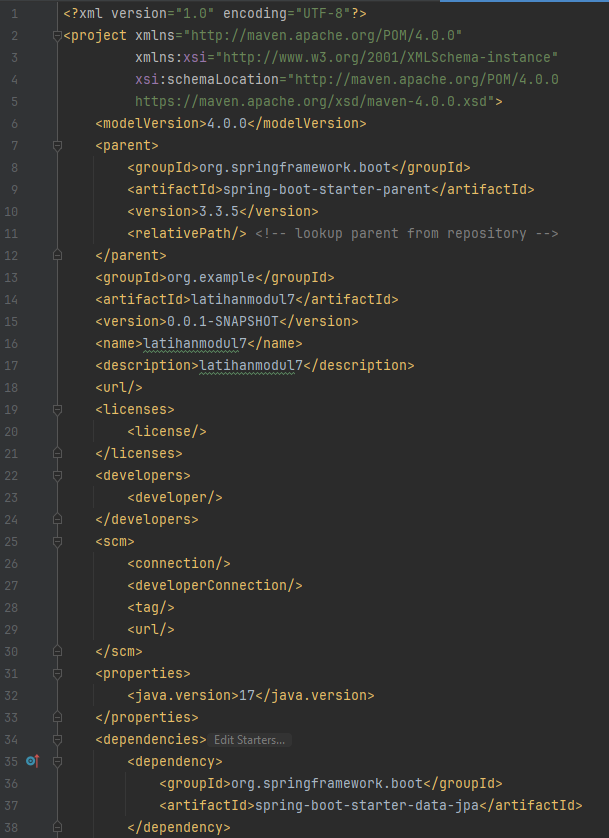 1 <?xml version="1.0" encoding="UTF-8"?>
2 <project xmlns="http://maven.apache.org/POM/4.0.0"
3 xmlns:xsi="http://www.w3.org/2001/XMLSchema-instance"
4 xsi:schemaLocation="http://maven.apache.org/POM/4.0.0
5 https://maven.apache.org/xsd/maven-4.0.0.xsd">
6 <modelVersion>4.0.0</modelVersion>
7 <parent>
8 <groupId>org.springframework.boot</groupId>
9 <artifactId>spring-boot-starter-parent</artifactId>
10 <version>3.3.5</version>
11 <relativePath/> <!-- lookup parent from repository -->
12 </parent>
13 <groupId>org.example</groupId>
14 <artifactId>latihanmodul7</artifactId>
15 <version>0.0.1-SNAPSHOT</version>
16 <name>latihanmodul7</name>
17 <description>latihanmodul7</description>
18 <url/>
19 <licenses>
20 <license/>
21 </licenses>
22 <developers>
23 <developer/>
24 </developers>
25 <scm>
26 <connection/>
27 <developerConnection/>
28 <tag/>
29 <url/>
30 </scm>
31 <properties>
32 <java.version>17</java.version>
33 </properties>
34 <dependencies> Edit Starters...
35 <dependency>
36 <groupId>org.springframework.boot</groupId>
37 <artifactId>spring-boot-starter-data-jpa</artifactId>
38 </dependency>